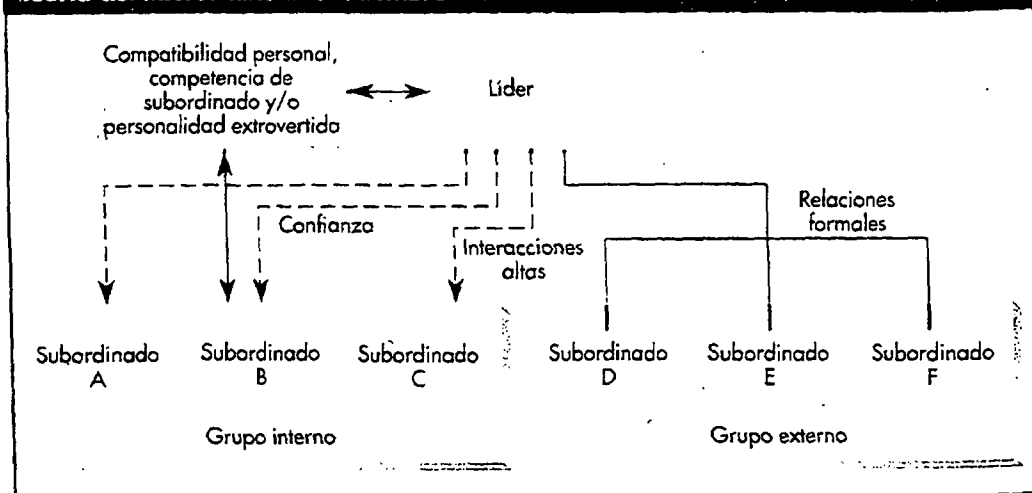 Compatibilidad personal,
competencia de
subordinado y/o
personalidad extrovertida
Líder
Confianza
Interacciones
altas
Relaciones
formales
Subordinado
A
Subordinado
B
Subordinado
C
Subordinado
D
Subordinado
E
Subordinado
F
Grupo interno
Grupo externo